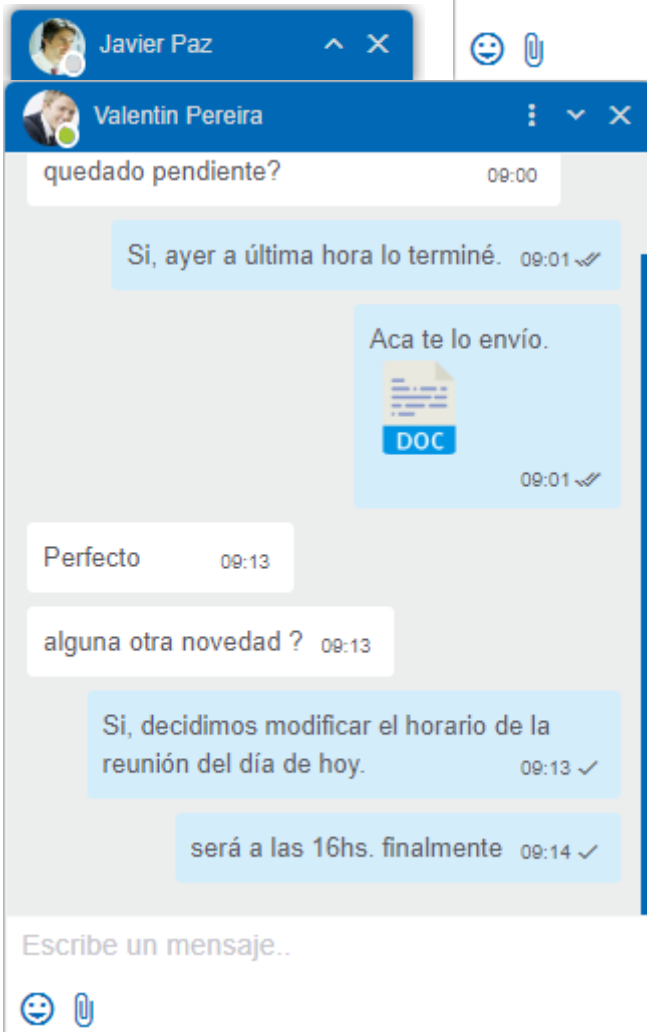 Javier Paz
Valentin Pereira
quedado pendiente? 09:00
Si, ayer a última hora lo terminé. 09:01
Aca te lo envío.
DOC
09:01
Perfecto 09:13
alguna otra novedad ? 09:13
Si, decidimos modificar el horario de la
reunión del día de hoy. 09:13
será a las 16hs. finalmente 09:14
Escribe un mensaje..